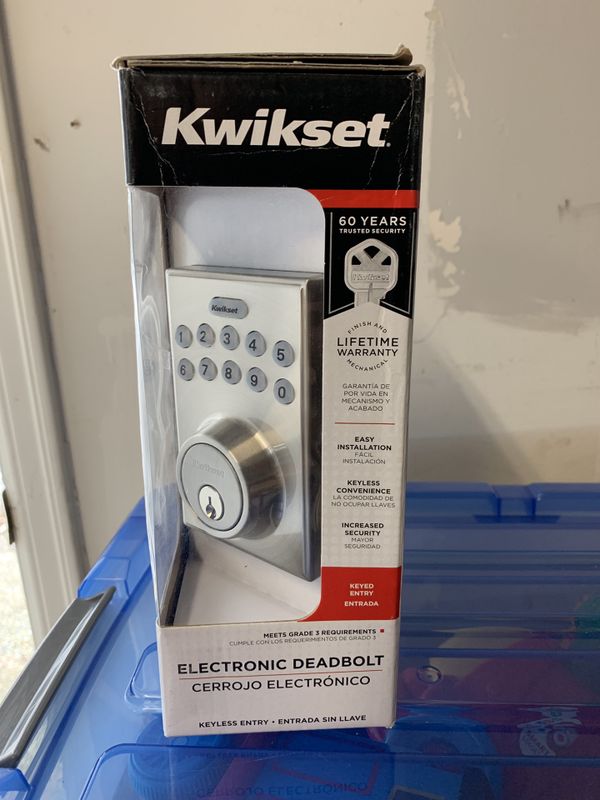 Kwikset
60 YEARS
TRUSTED SECURITY
Kwikset
FINISH AND
LIFETIME
WARRANTY
MECHANICAL
GARANTÍA DE
POR VIDA EN
MECANISMO Y
ACABADO
EASY
INSTALLATION
FÁCIL
INSTALACIÓN
KEYLESS
CONVENIENCE
LA COMODIDAD DE
NO OCUPAR LLAVES
INCREASED
SECURITY
MAYOR
SEGURIDAD
KEYED
ENTRY
ENTRADA
Kwikset
1 2 3 4 5
6 7 8 9 0
Kwikset
MEETS GRADE 3 REQUIREMENTS
CUMPLE CON LOS REQUERIMIENTOS DE GRADO 3
ELECTRONIC DEADBOLT
CERROJO ELECTRÓNICO
KEYLESS ENTRY • ENTRADA SIN LLAVE